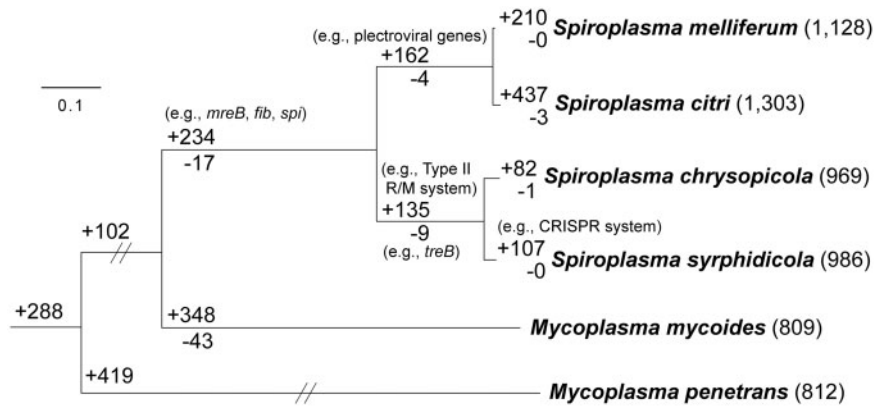 +210
-0
Spiroplasma melliferum (1,128)
(e.g., plectroviral genes)
+162
-4
0.1
+437
-3
Spiroplasma citri (1,303)
(e.g., mreB, fib, spi)
+234
-17
(e.g., Type II
R/M system)
+82
-1
Spiroplasma chrysopicola (969)
+135
-9
(e.g., treB)
(e.g., CRISPR system)
+107
-0
Spiroplasma syrphidicola (986)
+102
+288
+348
-43
Mycoplasma mycoides (809)
+419
Mycoplasma penetrans (812)